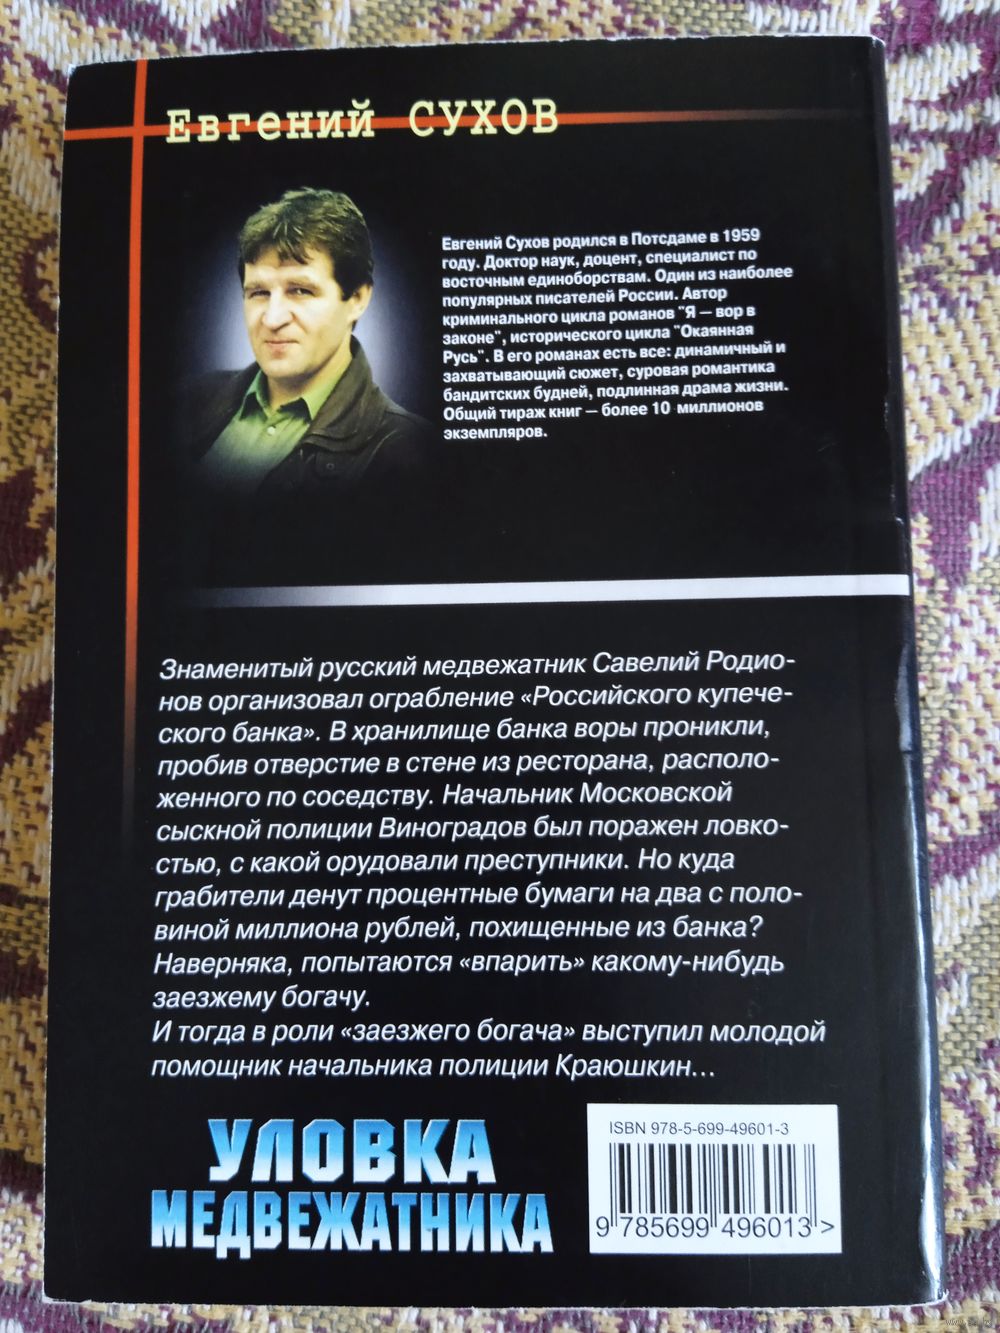 Евгений СУХОВ
Евгений Сухов родился в Потсдаме в 1959
году. Доктор наук, доцент, специалист по
восточным единоборствам. Один из наиболее
популярных писателей России. Автор
криминального цикла романов "Я — вор в
законе", исторического цикла "Окаянная
Русь". В его романах есть все: динамичный и
захватывающий сюжет, суровая романтика
бандитских будней, подлинная драма жизни.
Общий тираж книг — более 10 миллионов
экземпляров.
Знаменитый русский медвежатник Савелий Родио-
нов организовал ограбление «Российского купече-
ского банка». В хранилище банка воры проникли,
пробив отверстие в стене из ресторана, располо-
женного по соседству. Начальник Московской
сыскной полиции Виноградов был поражен ловко-
стью, с какой орудовали преступники. Но куда
грабители денут процентные бумаги на два с поло-
виной миллиона рублей, похищенные из банка?
Наверняка, попытаются «впарить» какому-нибудь
заезжему богачу.
И тогда в роли «заезжего богача» выступил молодой
помощник начальника полиции Краюшкин...
УЛОВКА
МЕДВЕЖАТНИКА
ISBN 978-5-699-49601-3
9 785699 496013 >